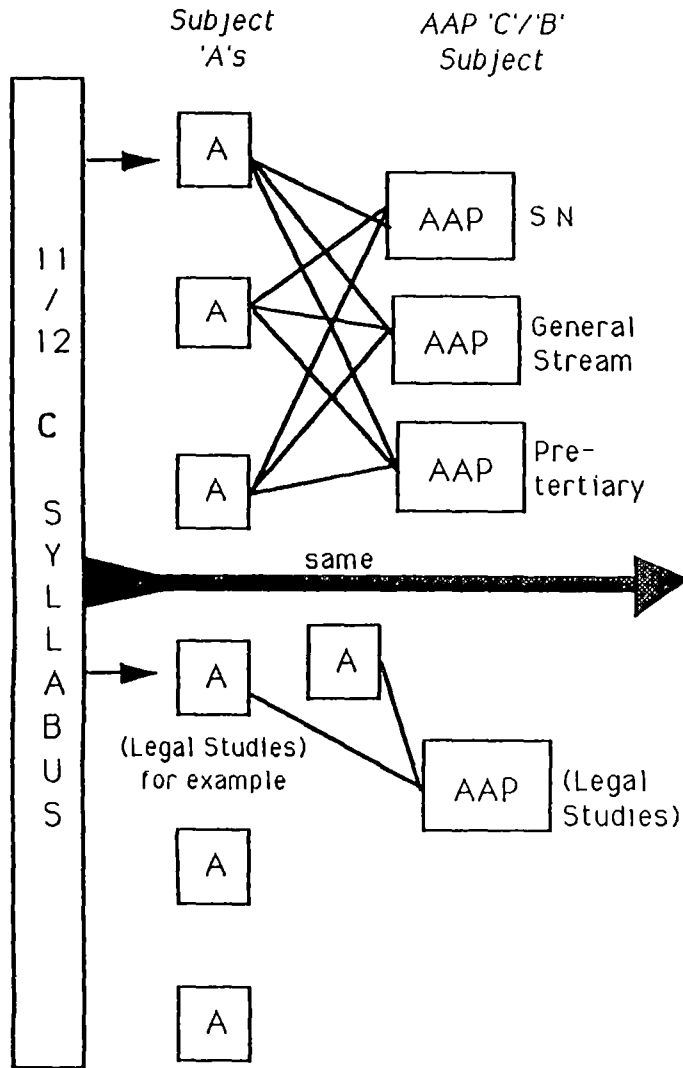 Subject
'A's
AAP 'C'/'B'
Subject
11
/
12
C
S
Y
L
L
A
B
U
S
A
AAP
S N
A
AAP
General
Stream
A
AAP
Pre-
tertiary
same
A
A
(Legal Studies)
for example
AAP
(Legal
Studies)
A
A